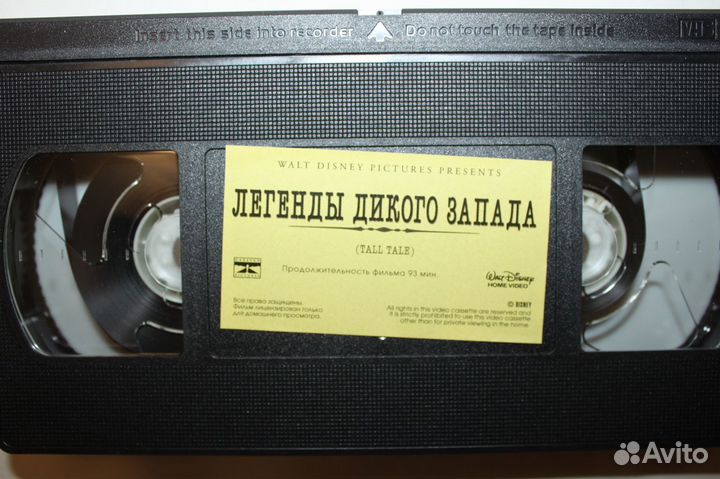 Insert this side into recorder Do not touch the tape inside VHS
WALT DISNEY PICTURES PRESENTS
ЛЕГЕНДЫ ДИКОГО ЗАПАДА
(TALL TALE)
Продолжительность фильма 93 мин.
WALT DISNEY
HOME VIDEO
Все права защищены.
Фильм лицензирован только
для домашнего просмотра.
© DISNEY
All rights in this video cassette are reserved and
it is strictly prohibited to use this video cassette
other than for private viewing in the home.
Avito